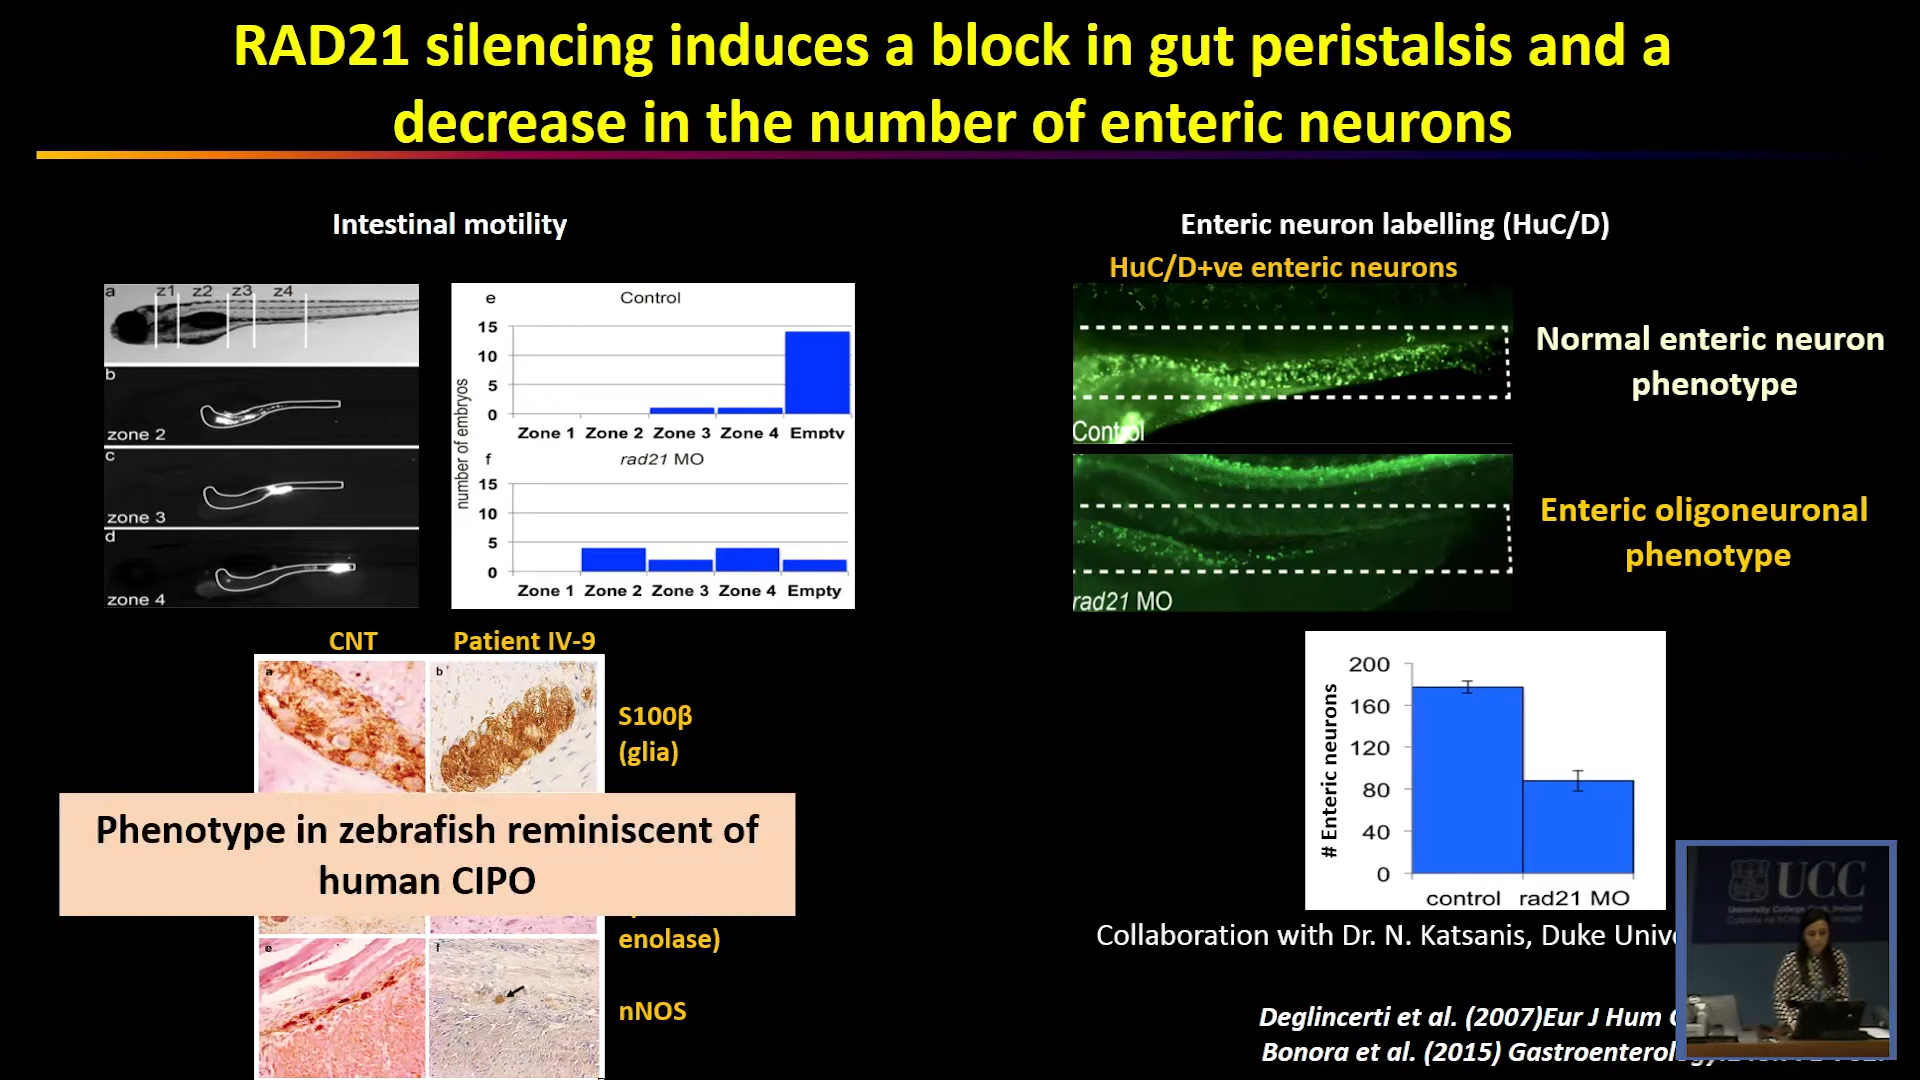 RAD21 silencing induces a block in gut peristalsis and a
decrease in the number of enteric neurons
Intestinal motility
a z1 z2 z3 z4
b
zone 2
c
zone 3
d
zone 4
e Control
15
10
5
0
Zone 1 Zone 2 Zone 3 Zone 4 Empty
number of embryos
f rad21 MO
15
10
5
0
Zone 1 Zone 2 Zone 3 Zone 4 Empty
CNT Patient IV-9
a b
S100β
(glia)
Phenotype in zebrafish reminiscent of
human CIPO
enolase)
e f
nNOS
Enteric neuron labelling (HuC/D)
HuC/D+ve enteric neurons
Control
Normal enteric neuron
phenotype
rad21 MO
Enteric oligoneuronal
phenotype
# Enteric neurons
200
160
120
80
40
0
control rad21 MO
Collaboration with Dr. N. Katsanis, Duke
Deglincerti et al. (2007)Eur J Hum
Bonora et al. (2015)
UCC